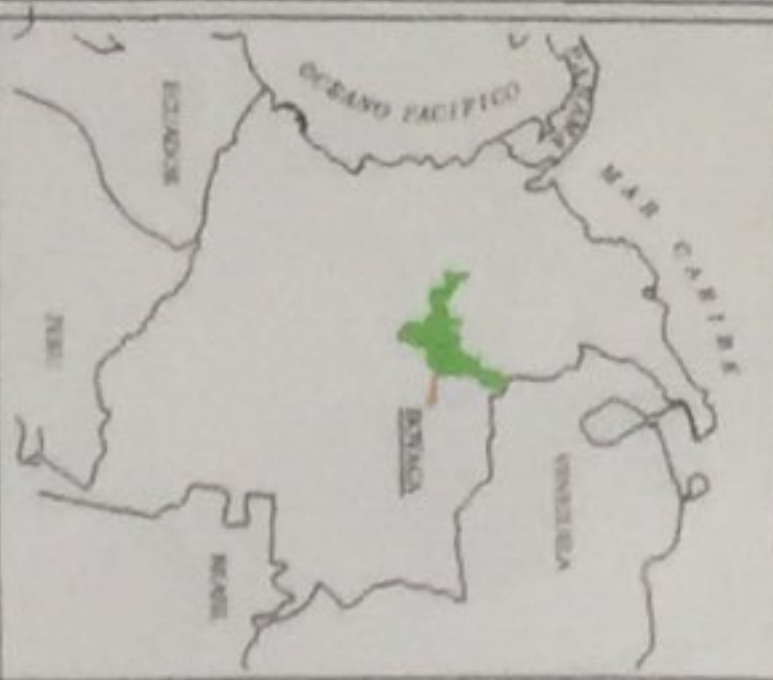 PANAMA
MAR CARIBE
OCEANO PACIFICO
VENEZUELA
BOYACA
ECUADOR
PERU
BRASIL